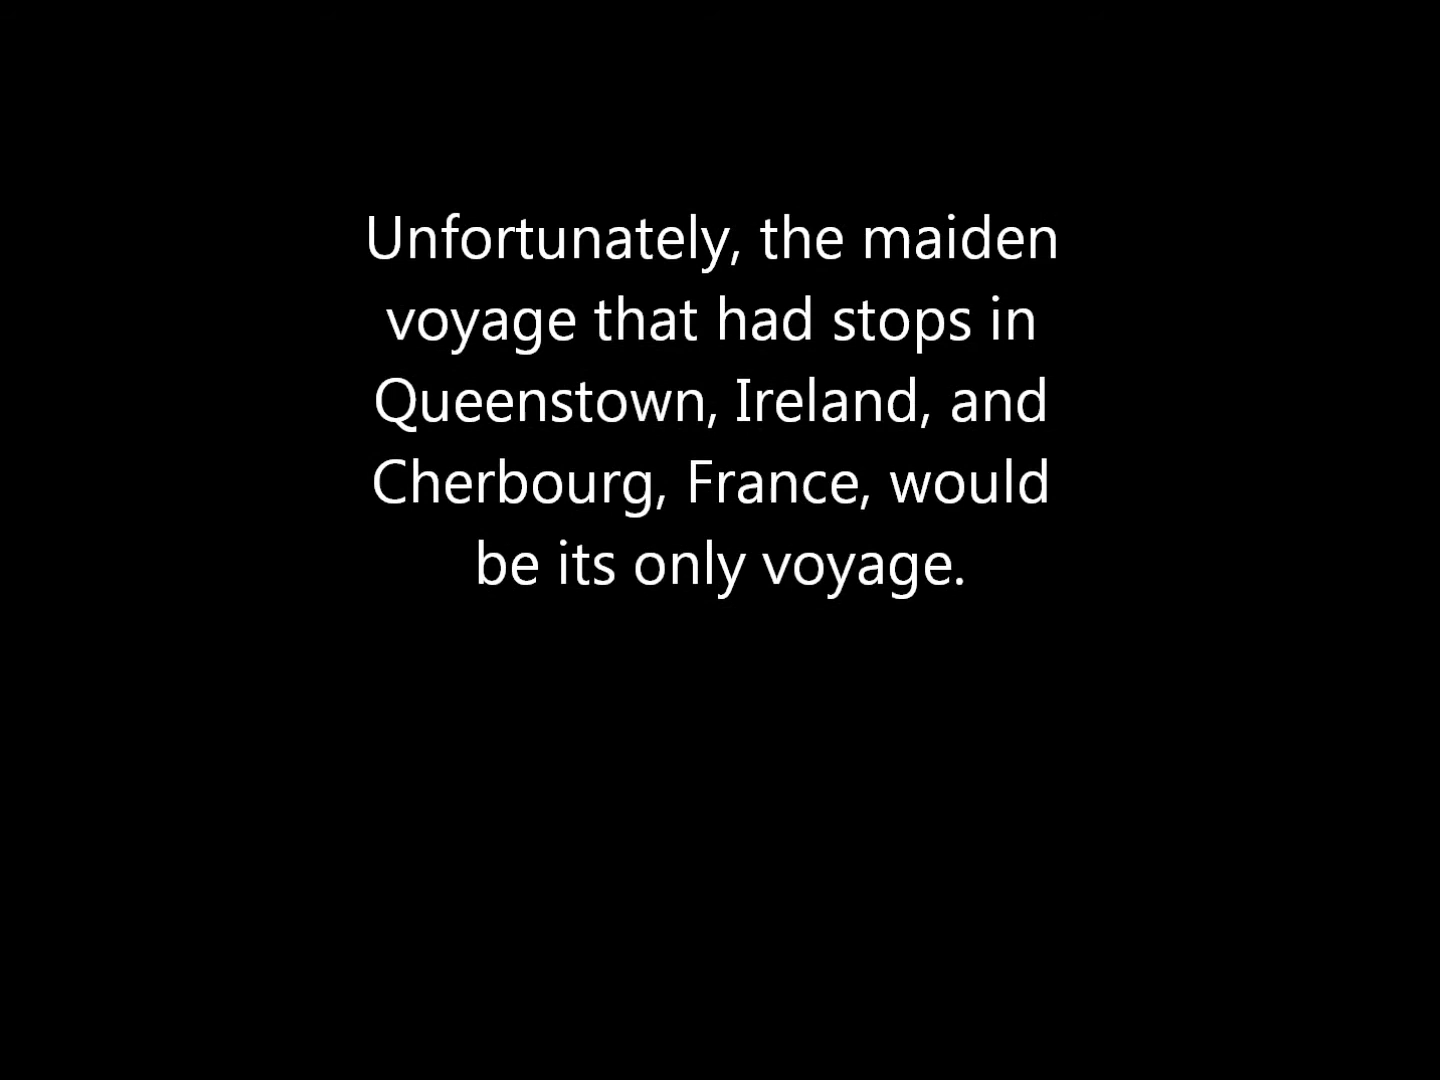 Unfortunately, the maiden
voyage that had stops in
Queenstown, Ireland, and
Cherbourg, France, would
be its only voyage.